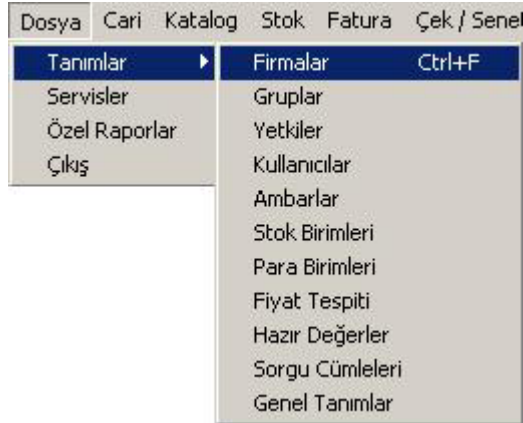 Dosya Cari Katalog Stok Fatura Çek / Sene
Tanımlar
Servisler
Özel Raporlar
Çıkış
Firmalar Ctrl+F
Gruplar
Yetkiler
Kullanıcılar
Ambarlar
Stok Birimleri
Para Birimleri
Fiyat Tespiti
Hazır Değerler
Sorgu Cümleleri
Genel Tanımlar